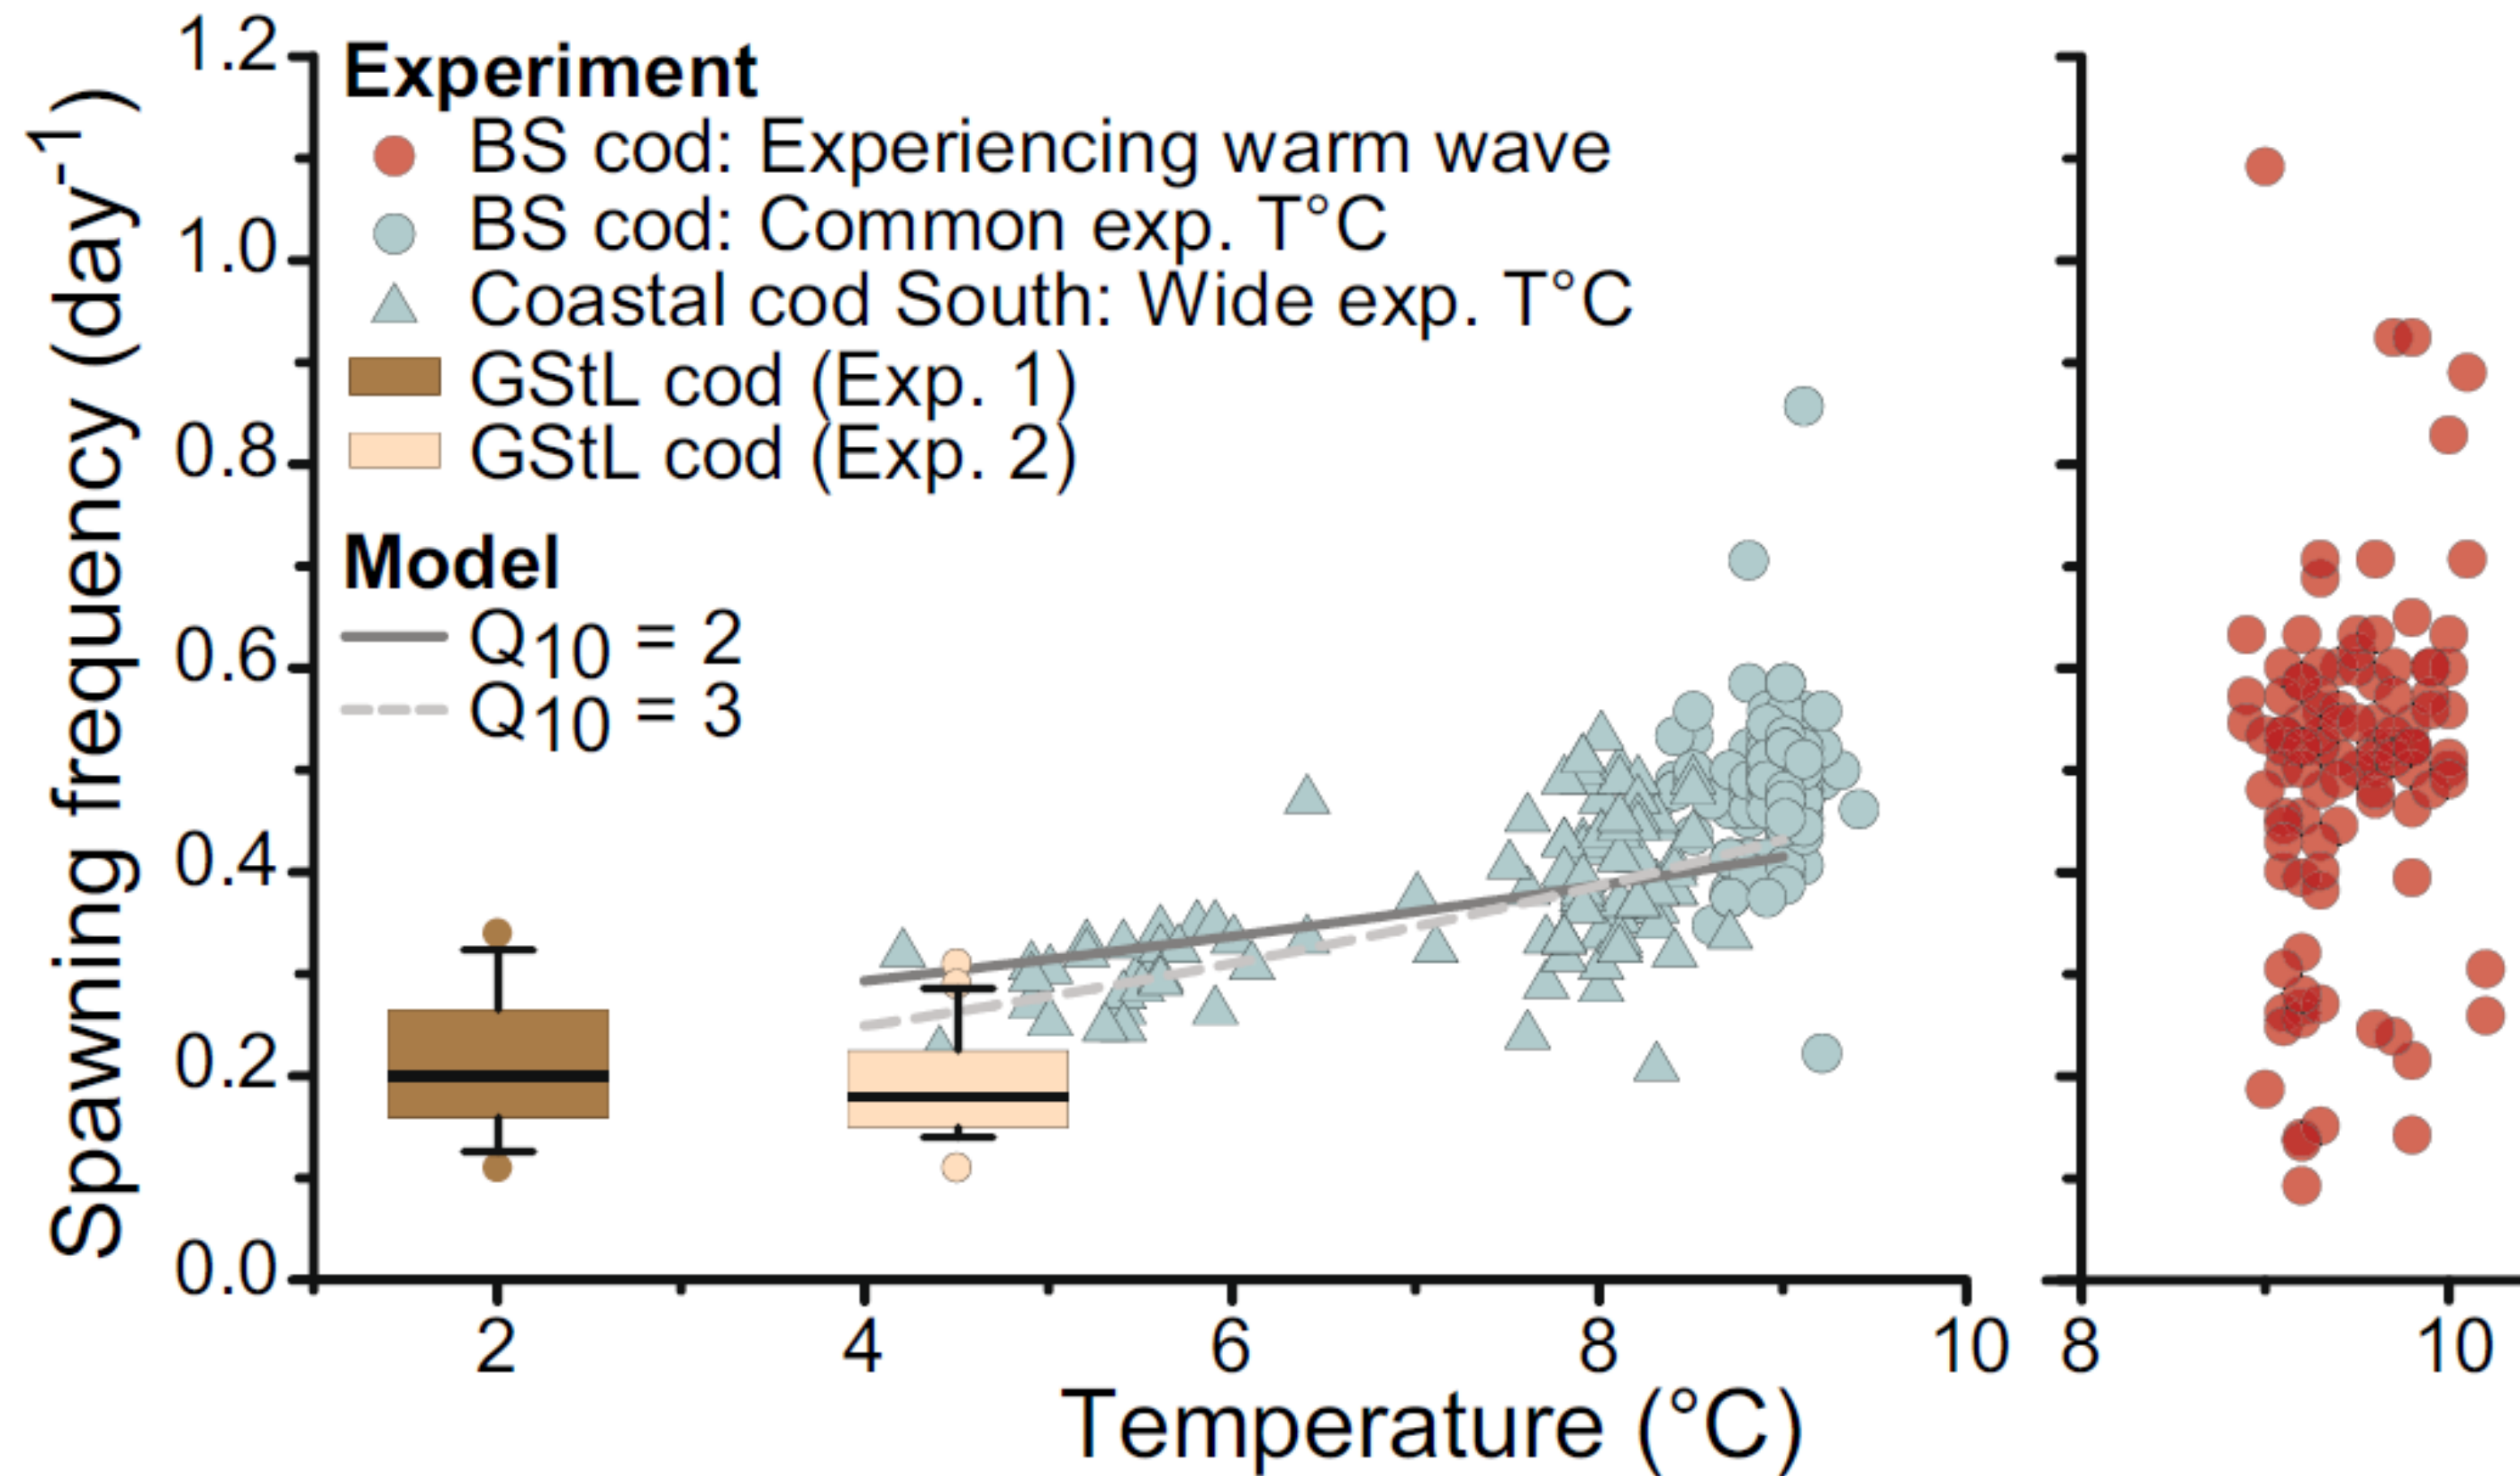 1.2
1.0
0.8
0.6
0.4
0.2
0.0
Spawning frequency (day-1)
Experiment
BS cod: Experiencing warm wave
BS cod: Common exp. T°C
Coastal cod South: Wide exp. T°C
GStL cod (Exp. 1)
GStL cod (Exp. 2)
Model
Q10 = 2
Q10 = 3
2 4 6 8 10 8 10
Temperature (°C)